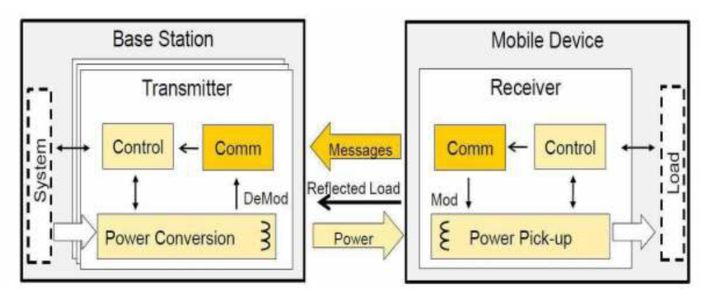 Base Station
Mobile Device
Transmitter
Receiver
System
Control
Comm
Messages
Comm
Control
Load
Reflected Load
DeMod
Mod
Power Conversion
Power
Power Pick-up